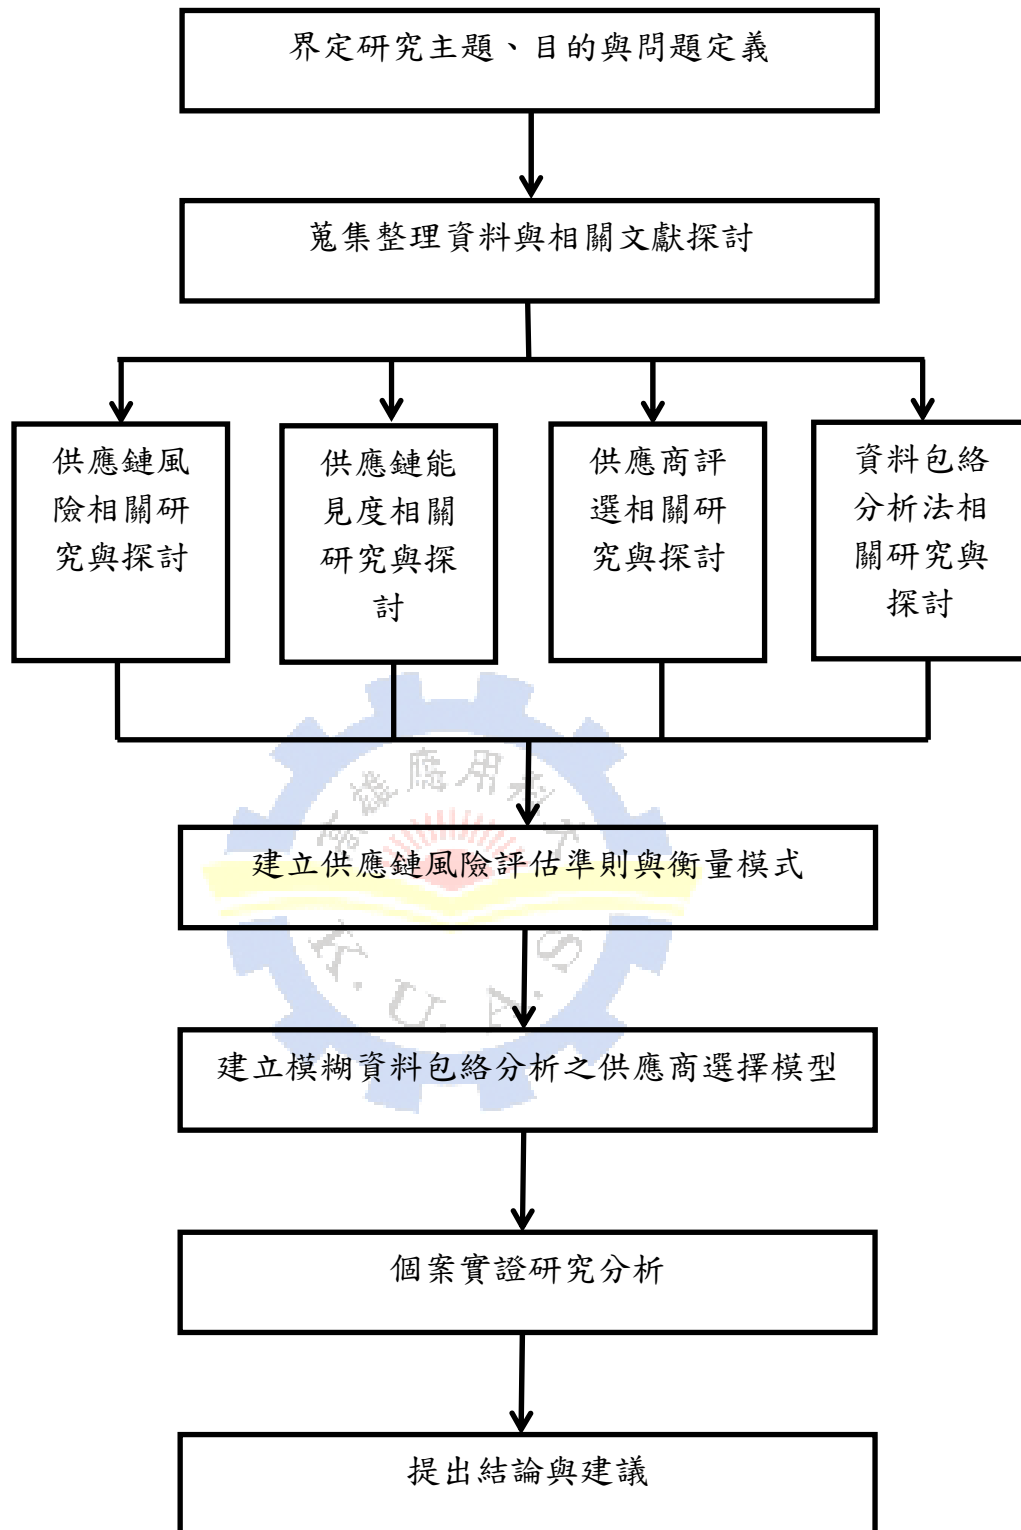 界定研究主題、目的與問題定義
蒐集整理資料與相關文獻探討
供應鏈風
險相關研
究與探討
供應鏈能
見度相關
研究與探
討
供應商評
選相關研
究與探討
資料包絡
分析法相
關研究與
探討
高雄應用科大
建立供應鏈風險評估準則與衡量模式
K.U.A.S
建立模糊資料包絡分析之供應商選擇模型
個案實證研究分析
提出結論與建議